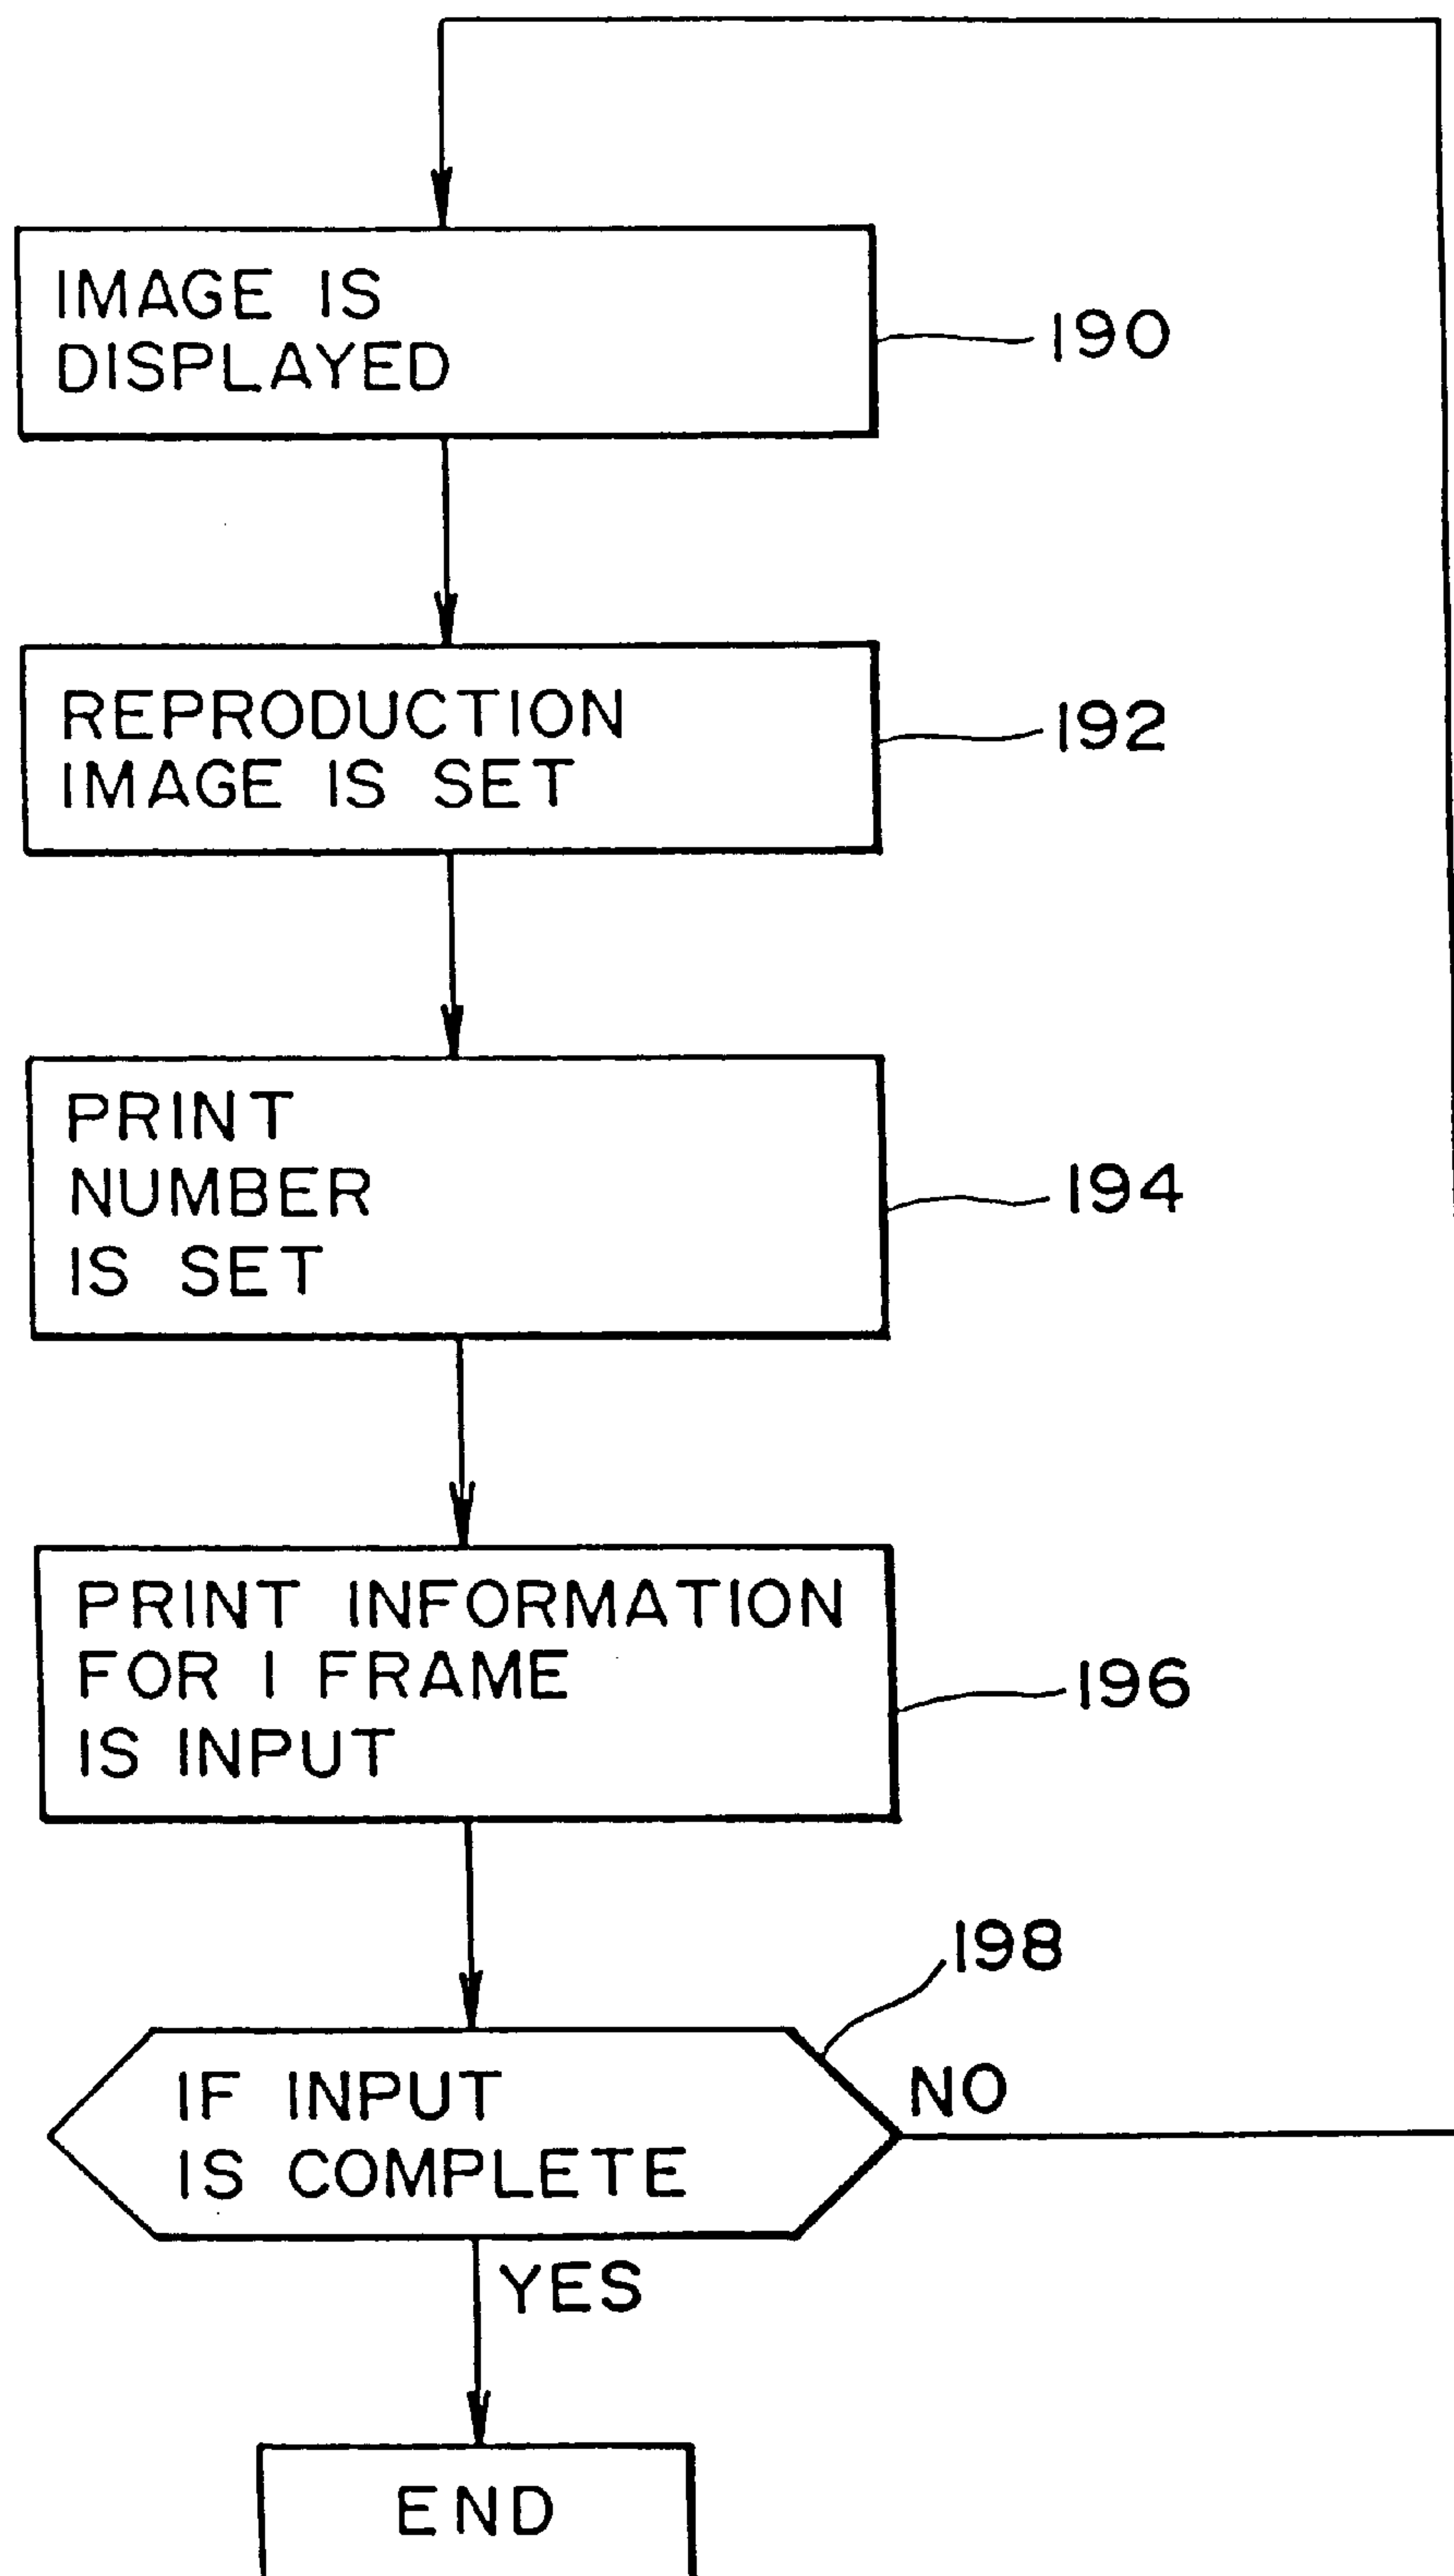 IMAGE IS
DISPLAYED
190
REPRODUCTION
IMAGE IS SET
192
PRINT
NUMBER
IS SET
194
PRINT INFORMATION
FOR 1 FRAME
IS INPUT
196
198
IF INPUT
IS COMPLETE
NO
YES
END